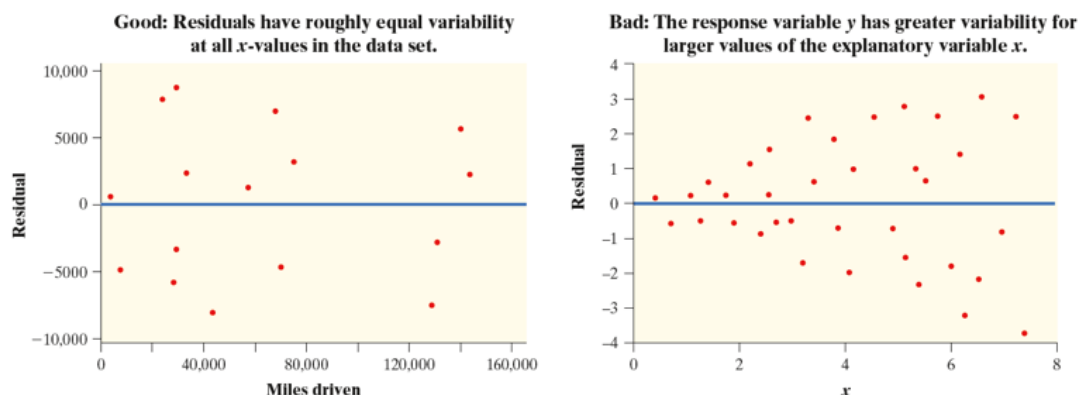 Good: Residuals have roughly equal variability
at all x-values in the data set.
10,000
5000
0
−5000
−10,000
Residual
0 40,000 80,000 120,000 160,000
Miles driven
Bad: The response variable y has greater variability for
larger values of the explanatory variable x.
4
3
2
1
0
−1
−2
−3
−4
Residual
0 2 4 6 8
x